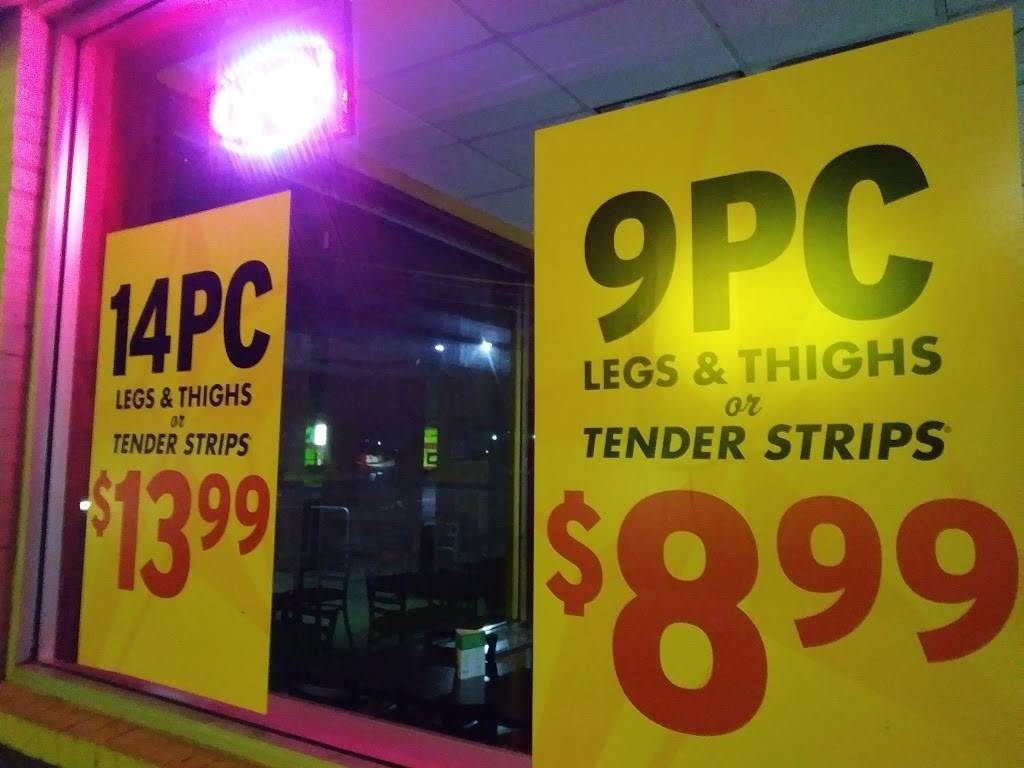 14PC
LEGS & THIGHS
or
TENDER STRIPS
$13.99
9PC
LEGS & THIGHS
or
TENDER STRIPS®
$8.99